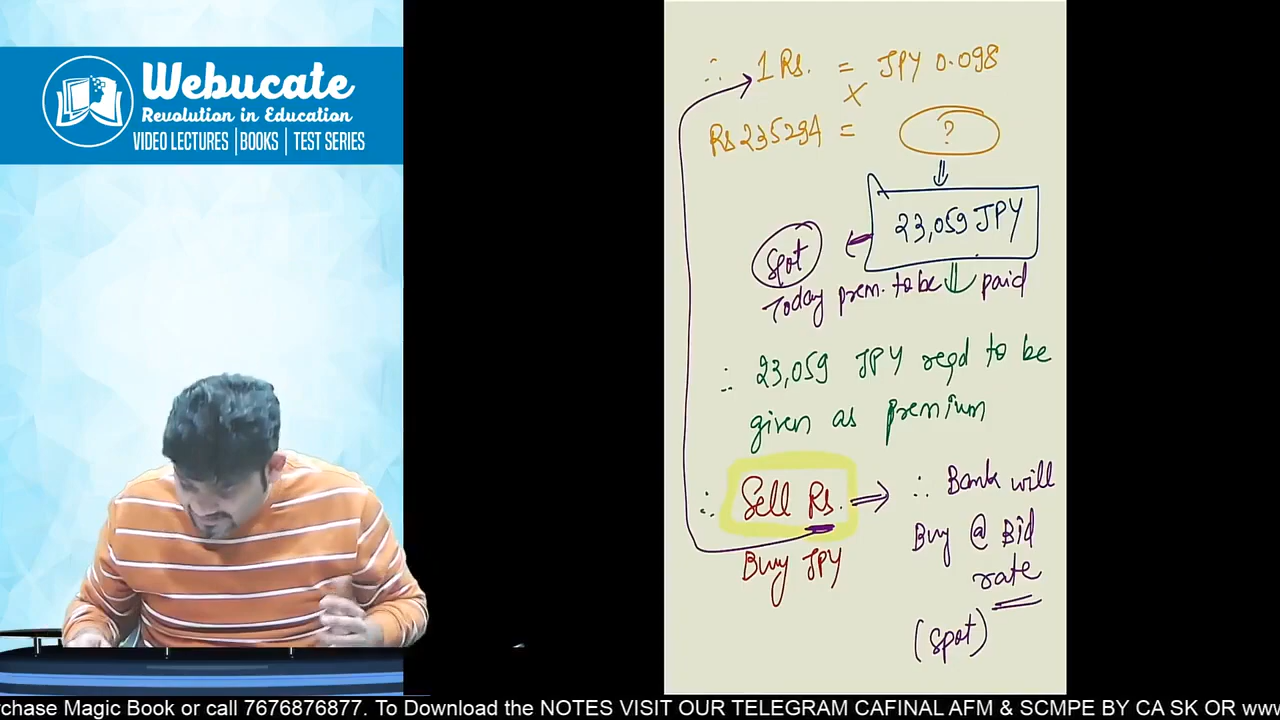 Webucate
Revolution in Education
VIDEO LECTURES | BOOKS | TEST SERIES
∴ 1 Rs. = JPY 0.098
x
Rs 235294 = ?
⇓
23,059 JPY
Spot ←
Today prem. to be ⇓ paid
∴ 23,059 JPY reqd to be
given as premium
∴ Sell Rs. ⇒ ∴ Bank will
Buy JPY
Buy @ Bid
rate
(Spot)
rchase Magic Book or call 7676876877. To Download the NOTES VISIT OUR TELEGRAM CAFINAL AFM & SCMPE BY CA SK OR www